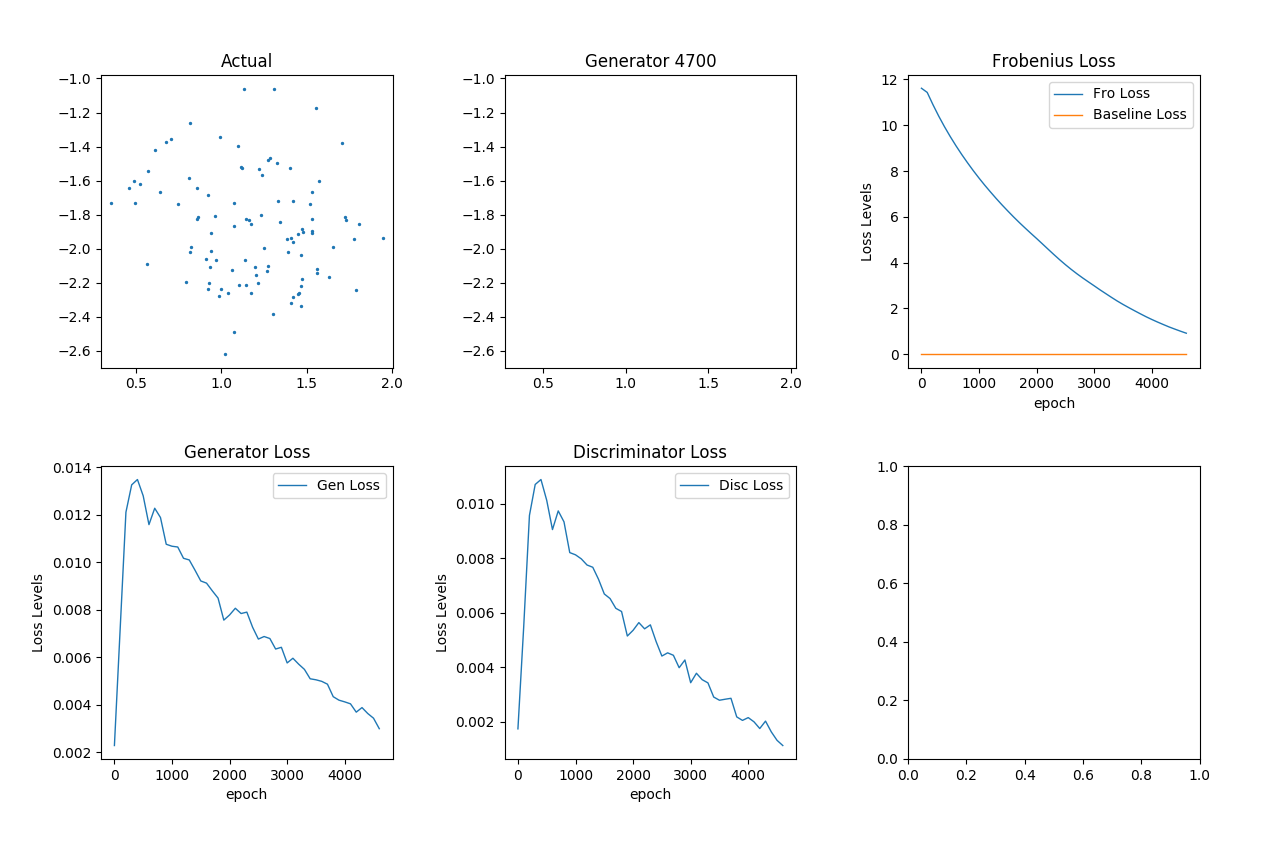 Actual
−1.0
−1.2
−1.4
−1.6
−1.8
−2.0
−2.2
−2.4
−2.6
0.5 1.0 1.5 2.0
Generator 4700
−1.0
−1.2
−1.4
−1.6
−1.8
−2.0
−2.2
−2.4
−2.6
0.5 1.0 1.5 2.0
Frobenius Loss
Fro Loss
Baseline Loss
Loss Levels
12
10
8
6
4
2
0
0 1000 2000 3000 4000
epoch
Generator Loss
Gen Loss
Loss Levels
0.014
0.012
0.010
0.008
0.006
0.004
0.002
0 1000 2000 3000 4000
epoch
Discriminator Loss
Disc Loss
Loss Levels
0.010
0.008
0.006
0.004
0.002
0 1000 2000 3000 4000
epoch
1.0
0.8
0.6
0.4
0.2
0.0
0.0 0.2 0.4 0.6 0.8 1.0